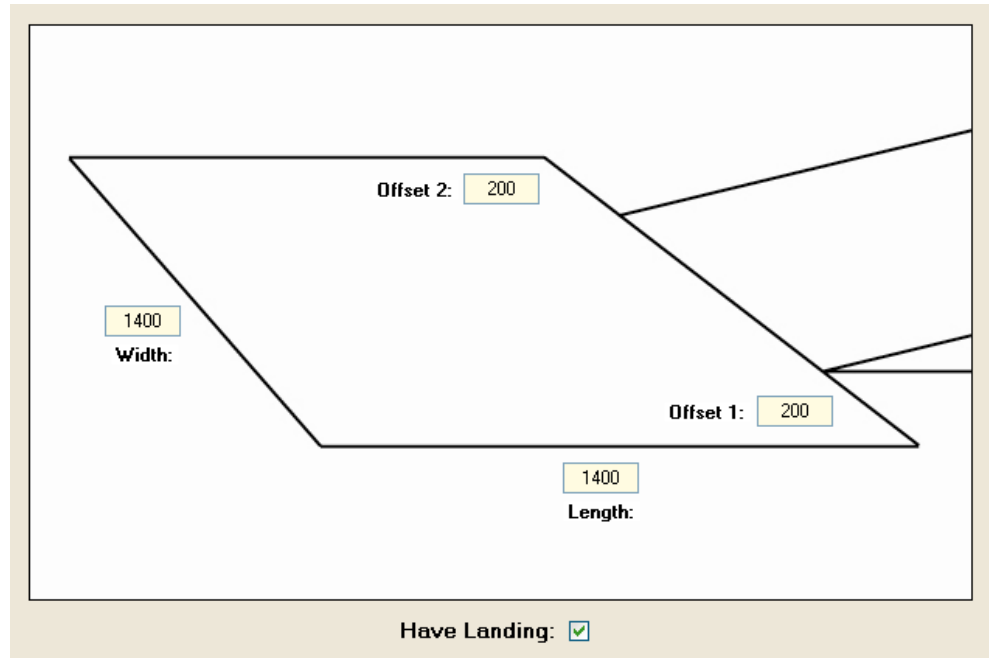 Offset 2: 200
1400
Width:
Offset 1: 200
1400
Length:
Have Landing: